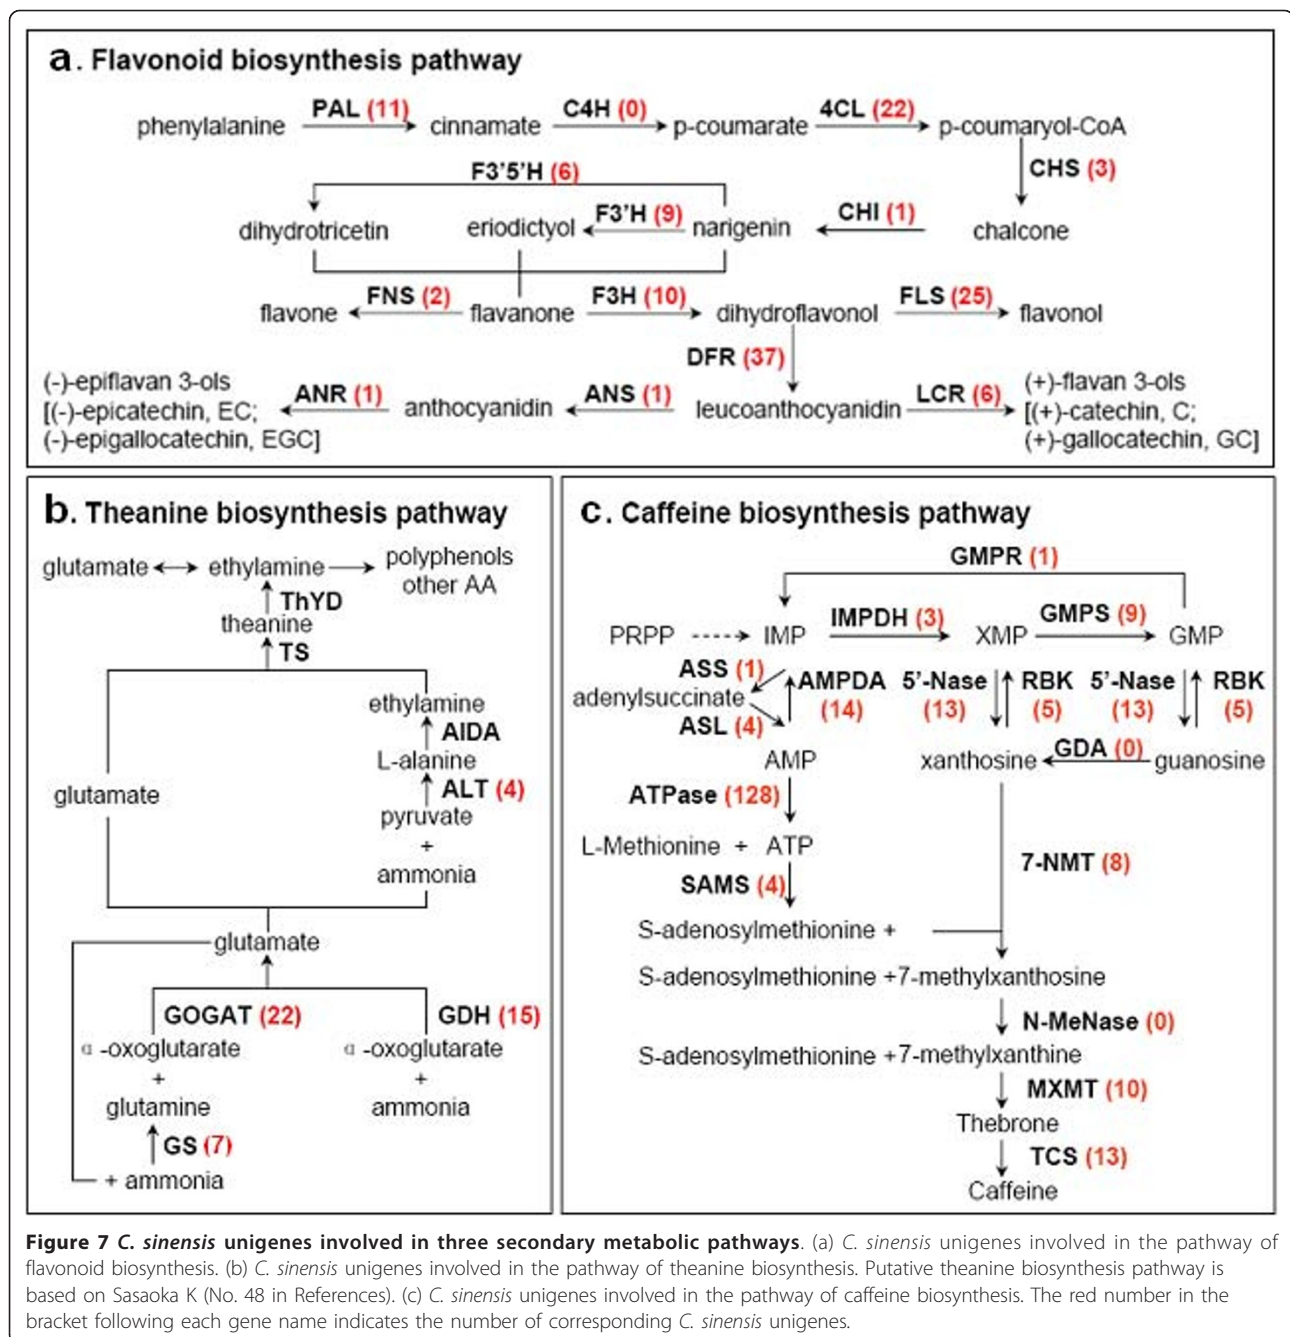 a. Flavonoid biosynthesis pathway
phenylalanine PAL (11) cinnamate C4H (0) p-coumarate 4CL (22) p-coumaryol-CoA
CHS (3)
F3'5'H (6)
dihydrotricetin eriodictyol F3'H (9) narigenin CHI (1) chalcone
flavone FNS (2) flavanone F3H (10) dihydroflavonol FLS (25) flavonol
DFR (37)
(-)-epiflavan 3-ols
[(-)-epicatechin, EC;
(-)-epigallocatechin, EGC]
ANR (1) anthocyanidin ANS (1) leucoanthocyanidin LCR (6)
(+)-flavan 3-ols
[(+)-catechin, C;
(+)-gallocatechin, GC]
b. Theanine biosynthesis pathway
glutamate ethylamine polyphenols
other AA
ThYD
theanine
TS
ethylamine
AIDA
L-alanine
glutamate
ALT (4)
pyruvate
+
ammonia
glutamate
GOGAT (22) GDH (15)
α-oxoglutarate α-oxoglutarate
+ +
glutamine ammonia
GS (7)
+ ammonia
c. Caffeine biosynthesis pathway
GMPR (1)
PRPP IMP IMPDH (3) XMP GMPS (9) GMP
ASS (1) AMPDA 5'-Nase RBK 5'-Nase RBK
adenylsuccinate (14) (13) (5) (13) (5)
ASL (4)
AMP xanthosine GDA (0) guanosine
ATPase (128)
L-Methionine + ATP
7-NMT (8)
SAMS (4)
S-adenosylmethionine +
S-adenosylmethionine +7-methylxanthosine
N-MeNase (0)
S-adenosylmethionine +7-methylxanthine
MXMT (10)
Thebrone
TCS (13)
Caffeine
Figure 7 C. sinensis unigenes involved in three secondary metabolic pathways. (a) C. sinensis unigenes involved in the pathway of
flavonoid biosynthesis. (b) C. sinensis unigenes involved in the pathway of theanine biosynthesis. Putative theanine biosynthesis pathway is
based on Sasaoka K (No. 48 in References). (c) C. sinensis unigenes involved in the pathway of caffeine biosynthesis. The red number in the
bracket following each gene name indicates the number of corresponding C. sinensis unigenes.